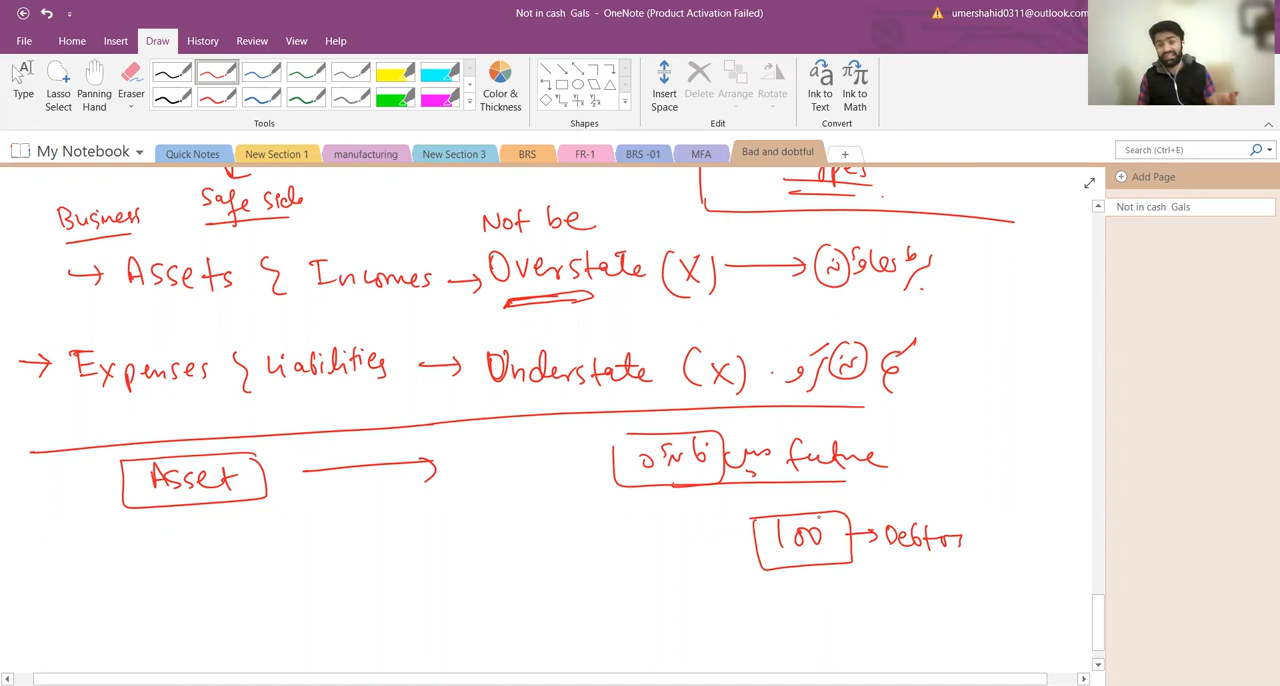 Not in cash Gals - OneNote (Product Activation Failed)
umershahid0311@outlook.com
File Home Insert Draw History Review View Help
Type
Lasso Select
Panning Hand
Eraser
Color & Thickness
Insert Space
Delete
Arrange
Rotate
Ink to Text
Ink to Math
Tools
Shapes
Edit
Convert
My Notebook
Quick Notes
New Section 1
manufacturing
New Section 3
BRS
FR-1
BRS -01
MFA
Bad and doubtful
Search (Ctrl+E)
Add Page
Not in cash Gals
Safe side
Business
Not be
→ Assets & Incomes → Overstate (X) →
→ Expenses & Liabilities → Understate (X)
Asset →
future
100 → Debtor